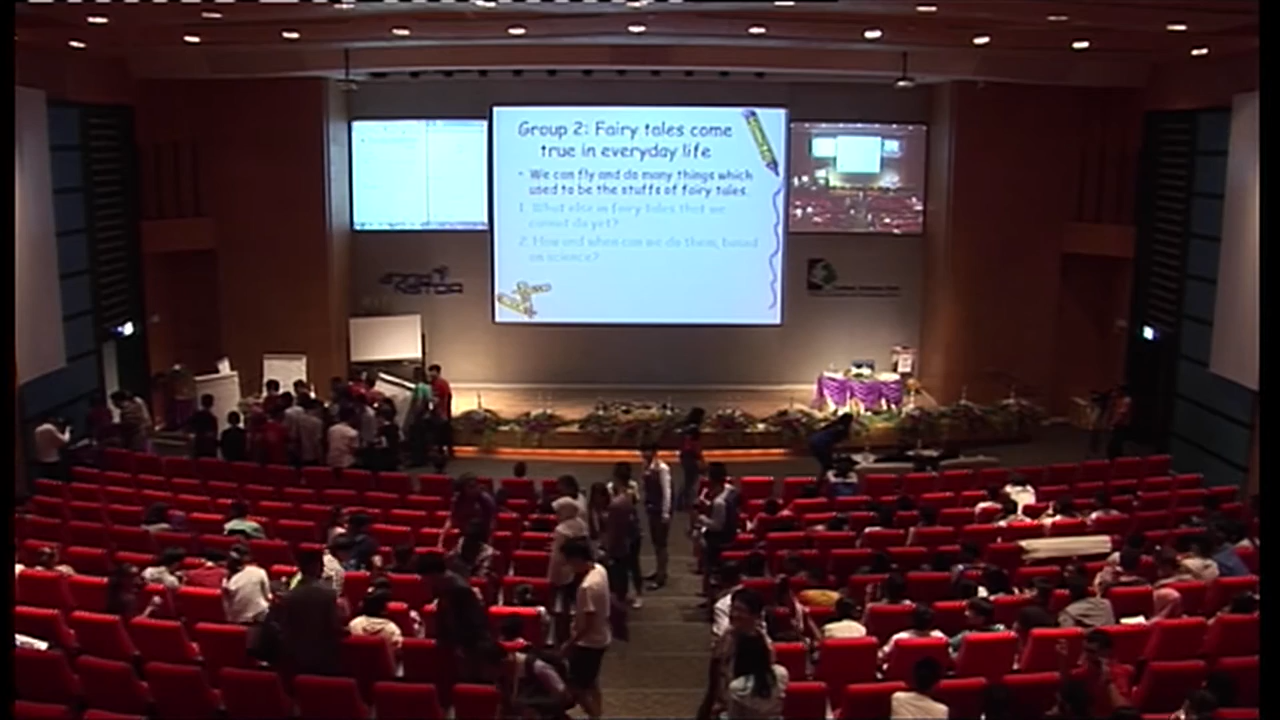 Group 2: Fairy tales come
true in everyday life
• We can fly and do many things which
used to be the stuffs of fairy tales.
1. What else in fairy tales that we
cannot do yet?
2. How and when can we do them, based
on science?